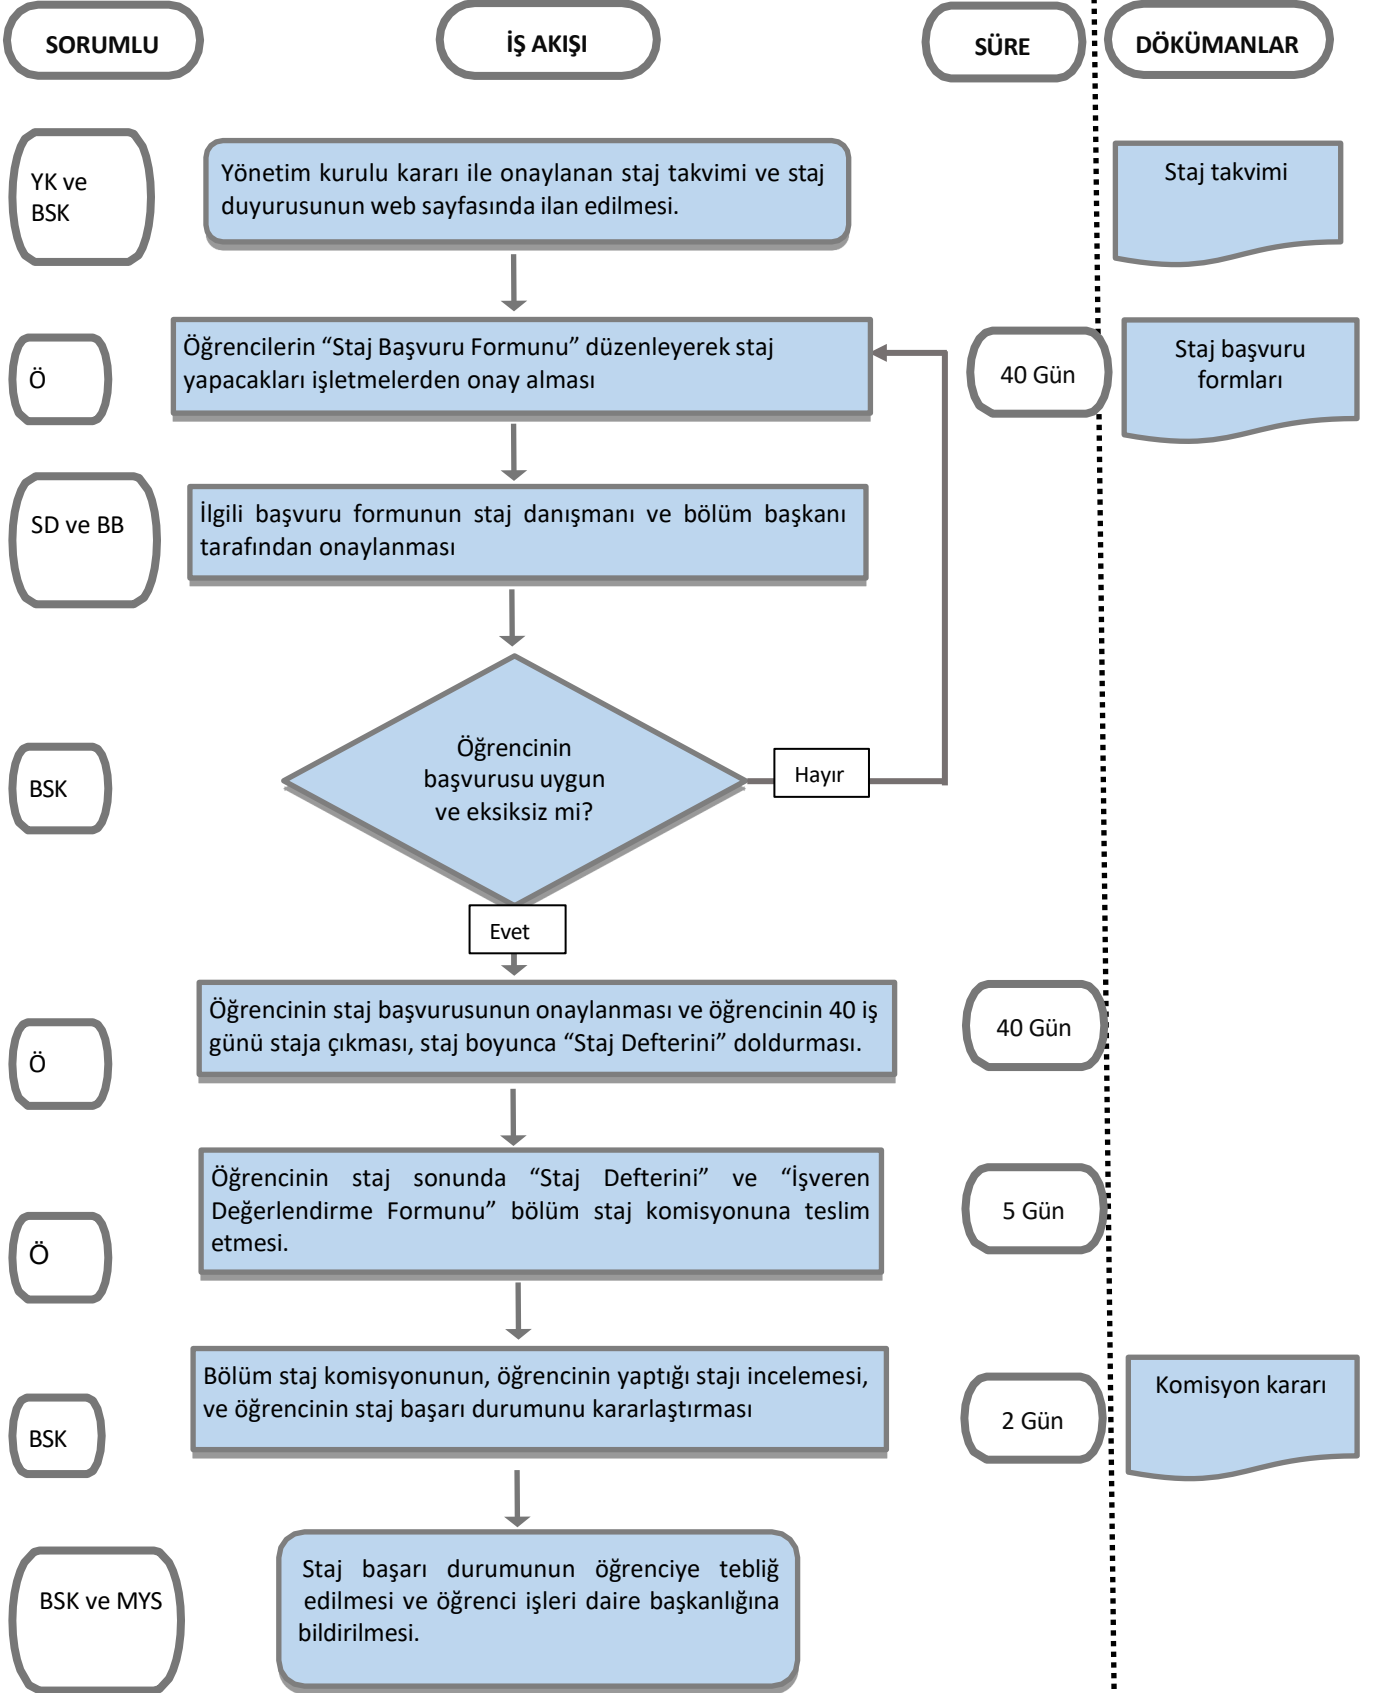 SORUMLU
İŞ AKIŞI
SÜRE
DÖKÜMANLAR
YK ve
BSK
Yönetim kurulu kararı ile onaylanan staj takvimi ve staj
duyurusunun web sayfasında ilan edilmesi.
Staj takvimi
Ö
Öğrencilerin “Staj Başvuru Formunu” düzenleyerek staj
yapacakları işletmelerden onay alması
40 Gün
Staj başvuru
formları
SD ve BB
İlgili başvuru formunun staj danışmanı ve bölüm başkanı
tarafından onaylanması
BSK
Öğrencinin
başvurusu uygun
ve eksiksiz mi?
Hayır
Evet
Ö
Öğrencinin staj başvurusunun onaylanması ve öğrencinin 40 iş
günü staja çıkması, staj boyunca “Staj Defterini” doldurması.
40 Gün
Ö
Öğrencinin staj sonunda “Staj Defterini” ve “İşveren
Değerlendirme Formunu” bölüm staj komisyonuna teslim
etmesi.
5 Gün
BSK
Bölüm staj komisyonunun, öğrencinin yaptığı stajı incelemesi,
ve öğrencinin staj başarı durumunu kararlaştırması
2 Gün
Komisyon kararı
BSK ve MYS
Staj başarı durumunun öğrenciye tebliğ
edilmesi ve öğrenci işleri daire başkanlığına
bildirilmesi.